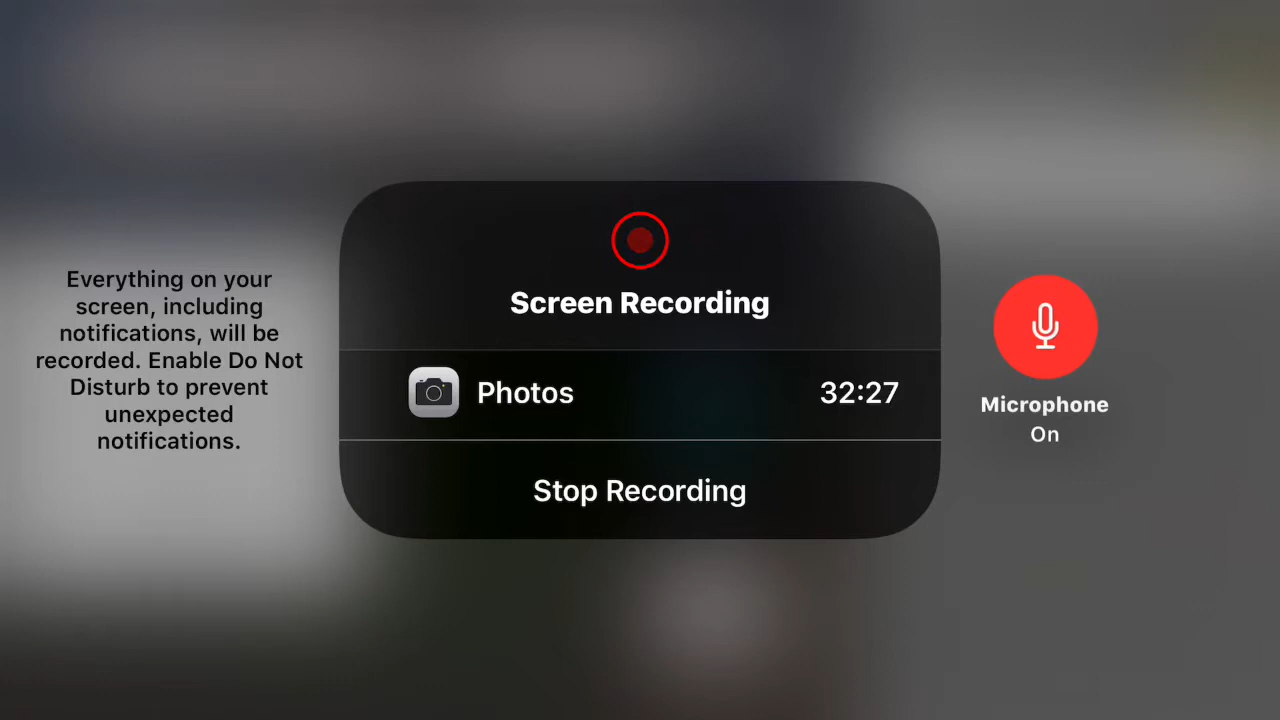 Everything on your
screen, including
notifications, will be
recorded. Enable Do Not
Disturb to prevent
unexpected
notifications.
Screen Recording
Photos 32:27
Stop Recording
Microphone
On